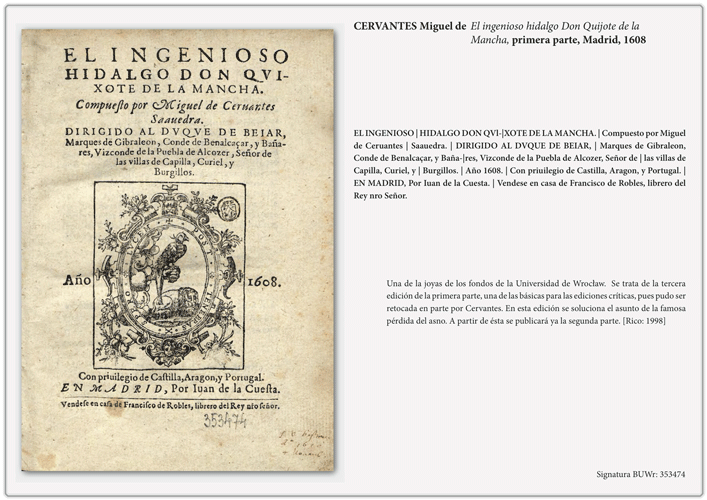 EL INGENIOSO
HIDALGO DON QVI-
XOTE DE LA MANCHA.
Compuesto por Miguel de Ceruantes
Saauedra.
DIRIGIDO AL DVQVE DE BEIAR,
Marques de Gibraleon, Conde de Benalcaçar, y Baña-
res, Vizconde de la Puebla de Alcozer, Señor de
las villas de Capilla, Curiel, y
Burgillos.
Año 1608.
Con priuilegio de Castilla, Aragon, y Portugal.
EN MADRID, Por Iuan de la Cuesta.
Vendese en casa de Francisco de Robles, librero del Rey nr̃o señor.
353474
CERVANTES Miguel de El ingenioso hidalgo Don Quijote de la
Mancha, primera parte, Madrid, 1608
EL INGENIOSO | HIDALGO DON QVI-|XOTE DE LA MANCHA. | Compuesto por Miguel
de Ceruantes | Saauedra. | DIRIGIDO AL DVQVE DE BEIAR, | Marques de Gibraleon,
Conde de Benalcaçar, y Baña-|res, Vizconde de la Puebla de Alcozer, Señor de | las villas de
Capilla, Curiel, y | Burgillos. | Año 1608. | Con priuilegio de Castilla, Aragon, y Portugal. |
EN MADRID, Por Iuan de la Cuesta. | Vendese en casa de Francisco de Robles, librero del
Rey nro Señor.
Una de la joyas de los fondos de la Universidad de Wrocław. Se trata de la tercera
edición de la primera parte, una de las básicas para las ediciones críticas, pues pudo ser
retocada en parte por Cervantes. En esta edición se soluciona el asunto de la famosa
pérdida del asno. A partir de ésta se publicará ya la segunda parte. [Rico: 1998]
Signatura BUWr: 353474